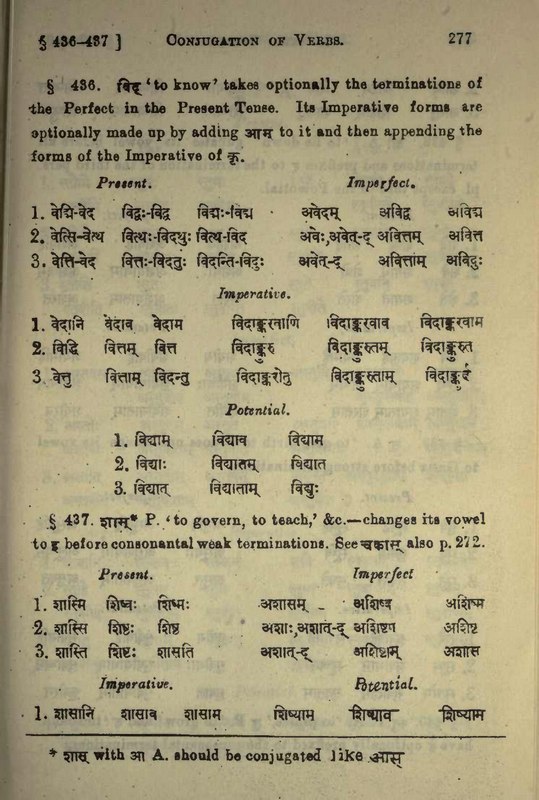 § 436-437 ] CONJUGATION OF VERBS. 277
§ 436. विद् ‘to know’ takes optionally the terminations of
the Perfect in the Present Tense. Its Imperative forms are
optionally made up by adding आम् to it and then appending the
forms of the Imperative of कृ.
Present. Imperfect.
1. वेद्मि-वेद विद्वः-विद्व विद्मः-विद्म अवेदम् अविद्व अविद्म
2. वेत्सि-वेत्थ वित्थः-विदथुः वित्थ-विद अवेः,अवेत्-द् अवित्तम् अवित्त
3. वेत्ति-वेद वित्तः-विदतुः विदन्ति-विदुः अवेत्-द् अवित्ताम् अविदुः
Imperative.
1. वेदानि वेदाव वेदाम विदाङ्करवाणि विदाङ्करवाव विदाङ्करवाम
2. विद्धि वित्तम् वित्त विदाङ्कुरु विदाङ्कुरुतम् विदाङ्कुरुत
3 वेत्तु वित्ताम् विदन्तु विदाङ्करोतु विदाङ्कुरुताम्
Potential.
1. विद्याम् विद्याव विद्याम
2. विद्याः विद्यातम् विद्यात
3. विद्यात् विद्याताम् विद्युः
§ 437. शास्* P. ‘to govern, to teach,’ &c.—changes its vowel
to इ before consonantal weak terminations. See चकास् also p. 272.
Present. Imperfect
1. शास्मि शिष्वः शिष्मः अशासम् अशिष्व अशिष्म
2. शास्सि शिष्टः शिष्ट अशाः,अशात्-द् अशिष्ट
3. शास्ति शिष्टः शासति अशात्-द् अशिष्टाम् अशास
Imperative. Potential.
1. शासानि शासाव शासाम शिष्याम शिष्याव शिष्याम
* शास् with आ A. should be conjugated like आस्